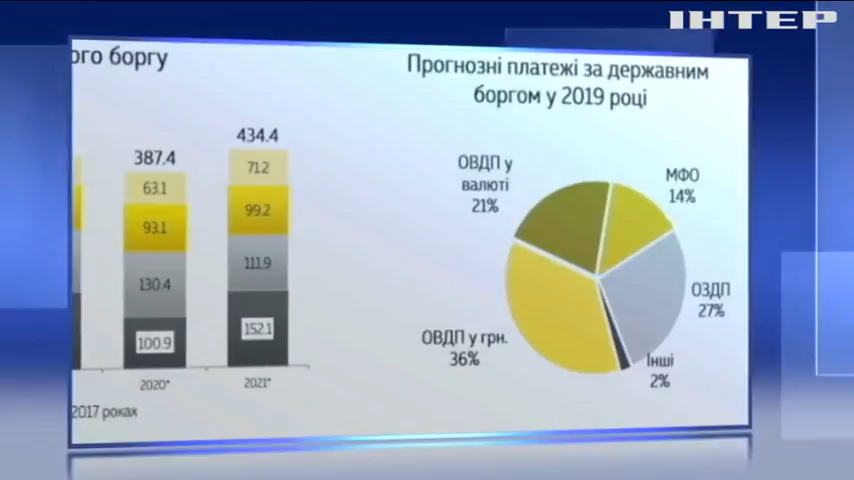 ІНТЕР
ого боргу
434.4
387.4
71.2
63.1
99.2
93.1
111.9
130.4
152.1
100.9
2020*
2021*
2017 роках
Прогнозні платежі за державним
боргом у 2019 році
ОВДП у
валюті
21%
МФО
14%
ОЗДП
27%
ОВДП у грн.
36%
Інші
2%